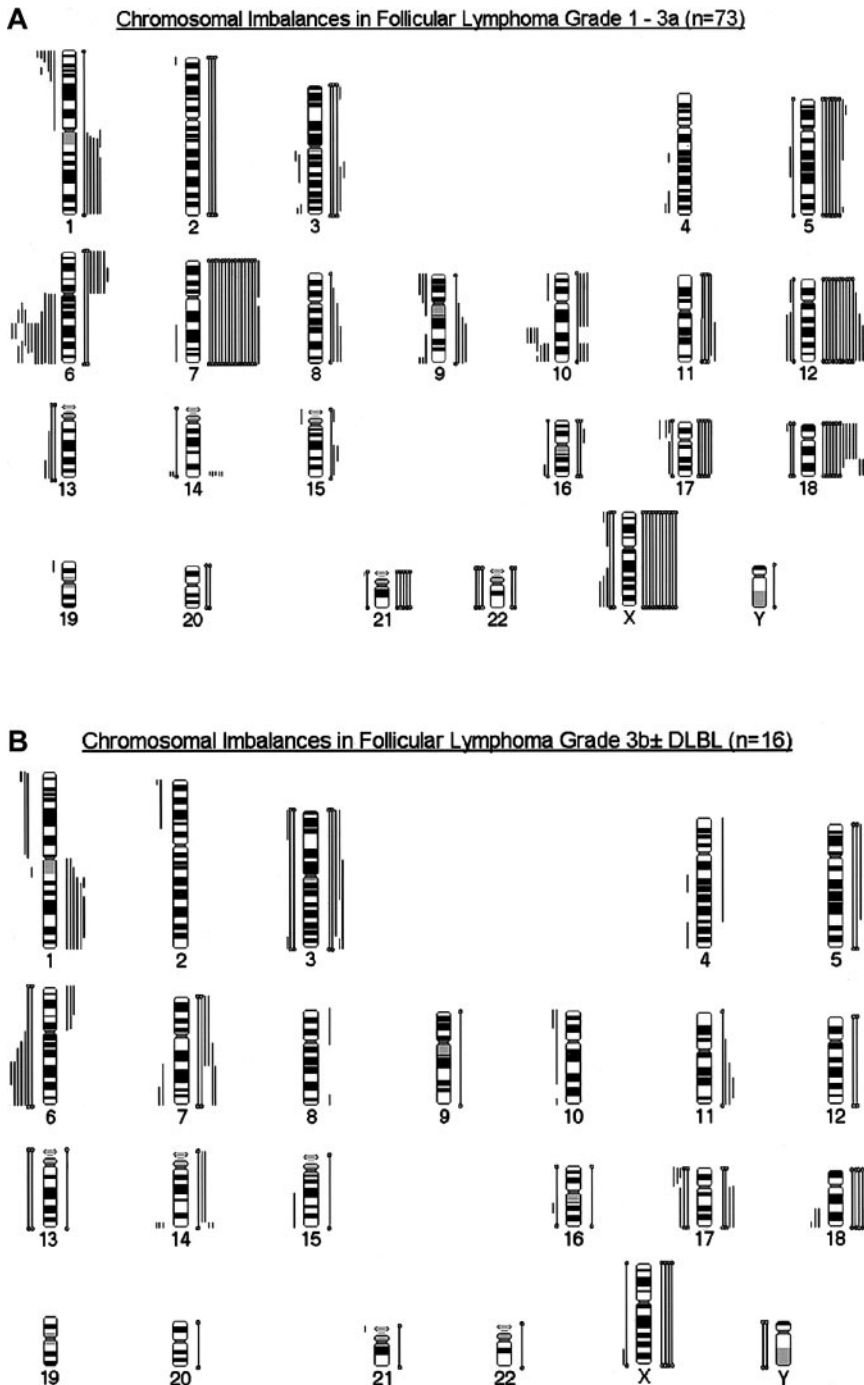 A Chromosomal Imbalances in Follicular Lymphoma Grade 1 - 3a (n=73)
1 2 3 4 5
6 7 8 9 10 11 12
13 14 15 16 17 18
19 20 21 22 X Y
B Chromosomal Imbalances in Follicular Lymphoma Grade 3b± DLBL (n=16)
1 2 3 4 5
6 7 8 9 10 11 12
13 14 15 16 17 18
19 20 21 22 X Y